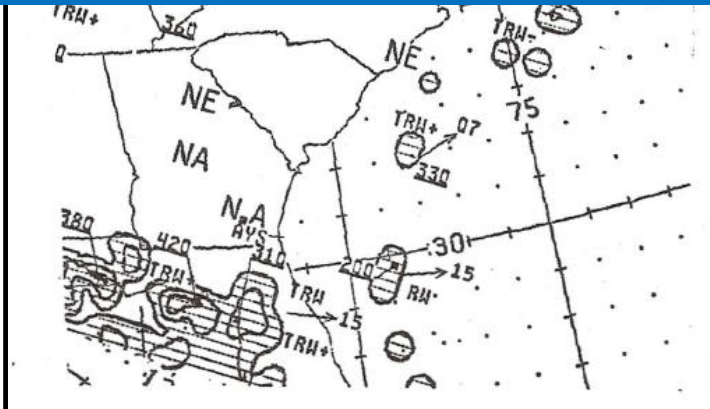 TRW+
360
TRW-
Q
NE
NE
75
TRW+
07
NA
330
NA
AYS
380
420
310
30
200
15
TRW+
TRW
RW-
15
TRW+